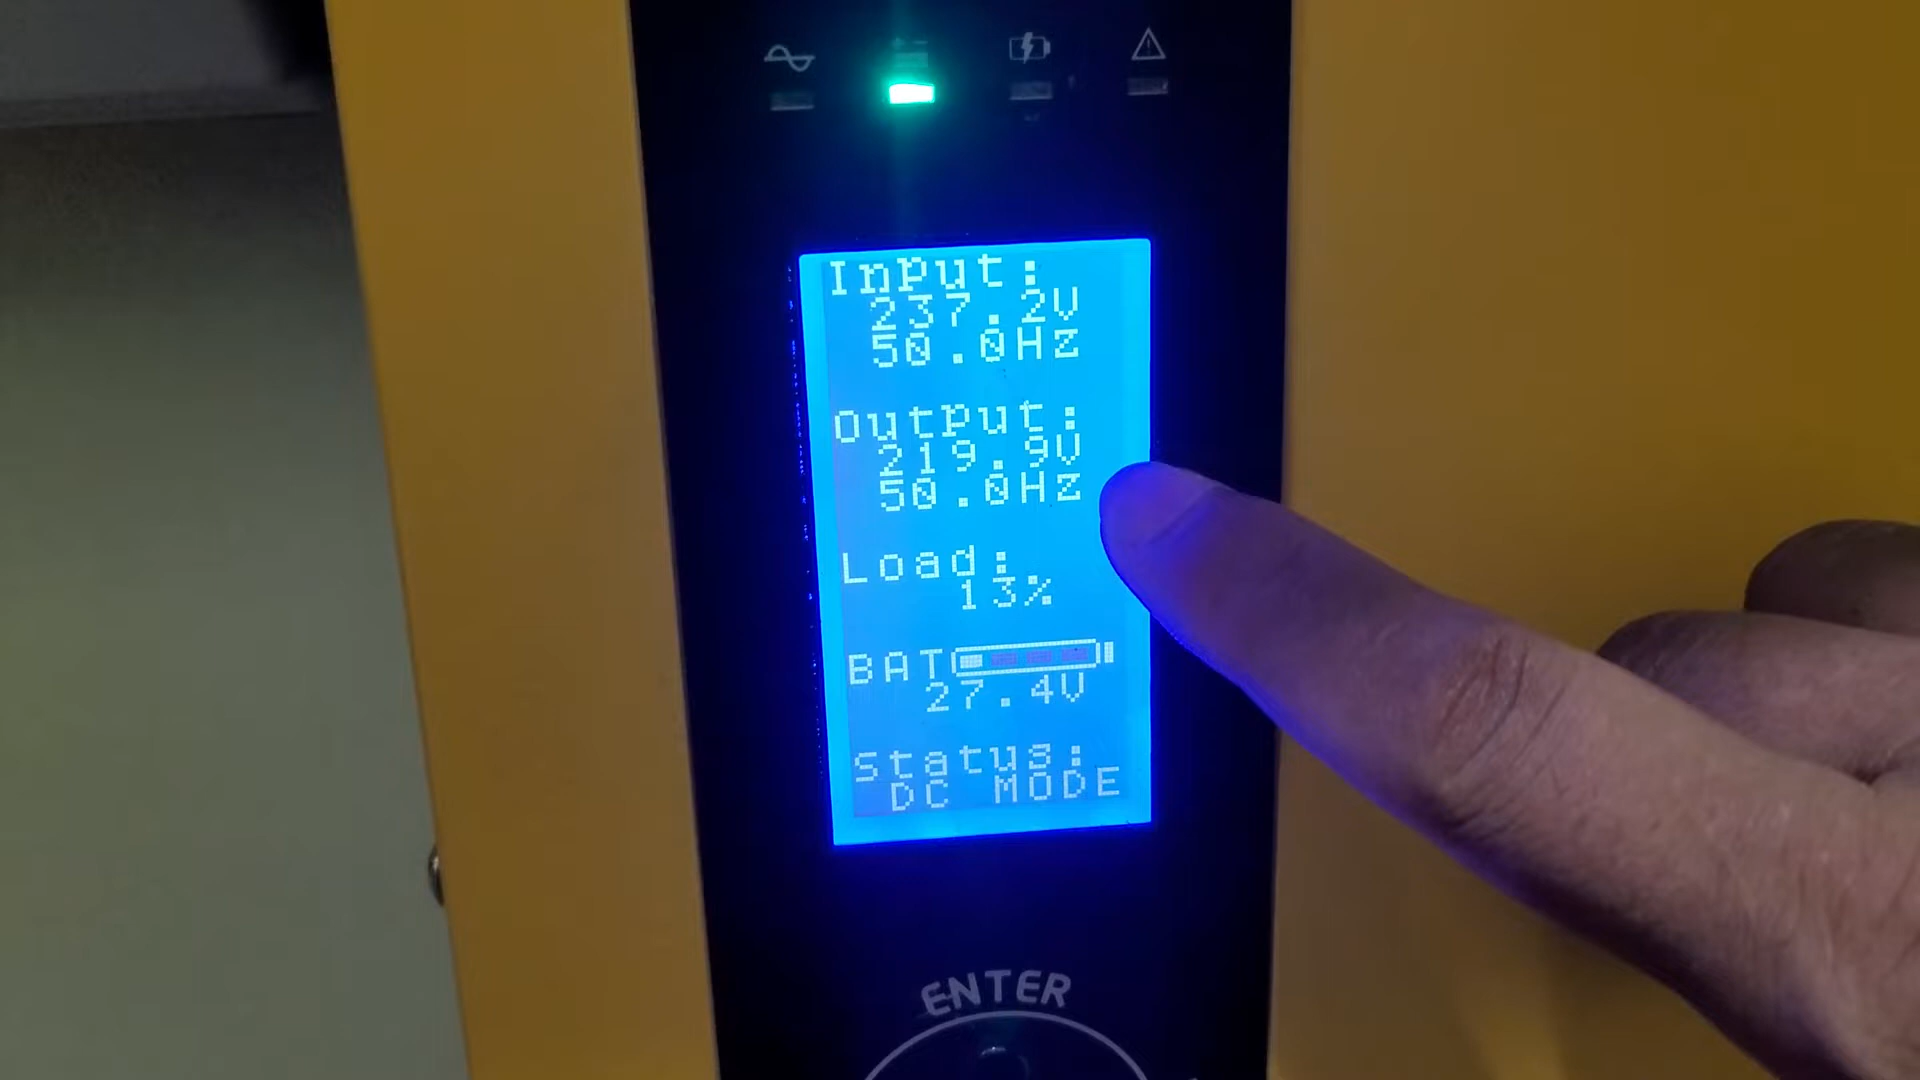 Input:
237.2V
50.0Hz
Output:
219.9V
50.0Hz
Load:
13%
BAT
27.4V
Status:
DC MODE
ENTER